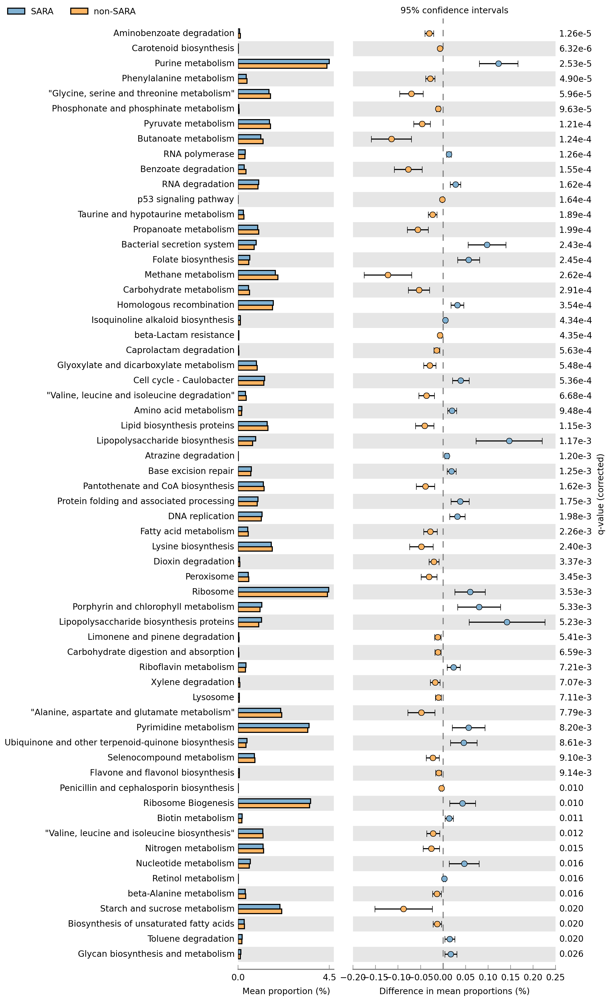 SARA non-SARA 95% confidence intervals
Aminobenzoate degradation 1.26e-5
Carotenoid biosynthesis 6.32e-6
Purine metabolism 2.53e-5
Phenylalanine metabolism 4.90e-5
"Glycine, serine and threonine metabolism" 5.96e-5
Phosphonate and phosphinate metabolism 9.63e-5
Pyruvate metabolism 1.21e-4
Butanoate metabolism 1.24e-4
RNA polymerase 1.26e-4
Benzoate degradation 1.55e-4
RNA degradation 1.62e-4
p53 signaling pathway 1.64e-4
Taurine and hypotaurine metabolism 1.89e-4
Propanoate metabolism 1.99e-4
Bacterial secretion system 2.43e-4
Folate biosynthesis 2.45e-4
Methane metabolism 2.62e-4
Carbohydrate metabolism 2.91e-4
Homologous recombination 3.54e-4
Isoquinoline alkaloid biosynthesis 4.34e-4
beta-Lactam resistance 4.35e-4
Caprolactam degradation 5.63e-4
Glyoxylate and dicarboxylate metabolism 5.48e-4
Cell cycle - Caulobacter 5.36e-4
"Valine, leucine and isoleucine degradation" 6.68e-4
Amino acid metabolism 9.48e-4
Lipid biosynthesis proteins 1.15e-3
Lipopolysaccharide biosynthesis 1.17e-3
Atrazine degradation 1.20e-3
Base excision repair 1.25e-3
Pantothenate and CoA biosynthesis 1.62e-3
Protein folding and associated processing 1.75e-3
DNA replication 1.98e-3
Fatty acid metabolism 2.26e-3
Lysine biosynthesis 2.40e-3
Dioxin degradation 3.37e-3
Peroxisome 3.45e-3
Ribosome 3.53e-3
Porphyrin and chlorophyll metabolism 5.33e-3
Lipopolysaccharide biosynthesis proteins 5.23e-3
Limonene and pinene degradation 5.41e-3
Carbohydrate digestion and absorption 6.59e-3
Riboflavin metabolism 7.21e-3
Xylene degradation 7.07e-3
Lysosome 7.11e-3
"Alanine, aspartate and glutamate metabolism" 7.79e-3
Pyrimidine metabolism 8.20e-3
Ubiquinone and other terpenoid-quinone biosynthesis 8.61e-3
Selenocompound metabolism 9.10e-3
Flavone and flavonol biosynthesis 9.14e-3
Penicillin and cephalosporin biosynthesis 0.010
Ribosome Biogenesis 0.010
Biotin metabolism 0.011
"Valine, leucine and isoleucine biosynthesis" 0.012
Nitrogen metabolism 0.015
Nucleotide metabolism 0.016
Retinol metabolism 0.016
beta-Alanine metabolism 0.016
Starch and sucrose metabolism 0.020
Biosynthesis of unsaturated fatty acids 0.020
Toluene degradation 0.020
Glycan biosynthesis and metabolism 0.026
q-value (corrected)
0.0 4.5 −0.20 −0.15 −0.10 −0.05 0.00 0.05 0.10 0.15 0.20 0.25
Mean proportion (%) Difference in mean proportions (%)